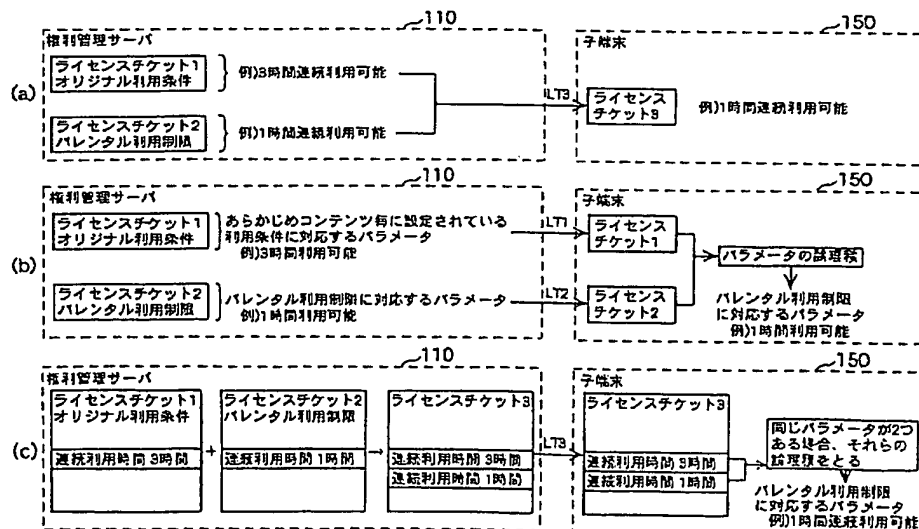 110
150
権利管理サーバ
子端末
(a)
ライセンスチケット1
オリジナル利用条件
例)3時間連続利用可能
ライセンスチケット2
パレンタル利用制限
例)1時間連続利用可能
LT3
ライセンス
チケット3
例)1時間連続利用可能
110
150
権利管理サーバ
子端末
(b)
ライセンスチケット1
オリジナル利用条件
あらかじめコンテンツ毎に設定されている
利用条件に対応するパラメータ
例)3時間利用可能
LT1
ライセンス
チケット1
ライセンスチケット2
パレンタル利用制限
パレンタル利用制限に対応するパラメータ
例)1時間利用可能
LT2
ライセンス
チケット2
パラメータの論理積
パレンタル利用制限
に対応するパラメータ
例)1時間利用可能
110
150
権利管理サーバ
子端末
(c)
ライセンスチケット1
オリジナル利用条件
連続利用時間 3時間
+
ライセンスチケット2
パレンタル利用制限
連続利用時間 1時間
ライセンスチケット3
連続利用時間 3時間
連続利用時間 1時間
LT3
ライセンスチケット3
連続利用時間 3時間
連続利用時間 1時間
同じパラメータが2つ
ある場合、それらの
論理積をとる
パレンタル利用制限
に対応するパラメータ
例)1時間連続利用可能